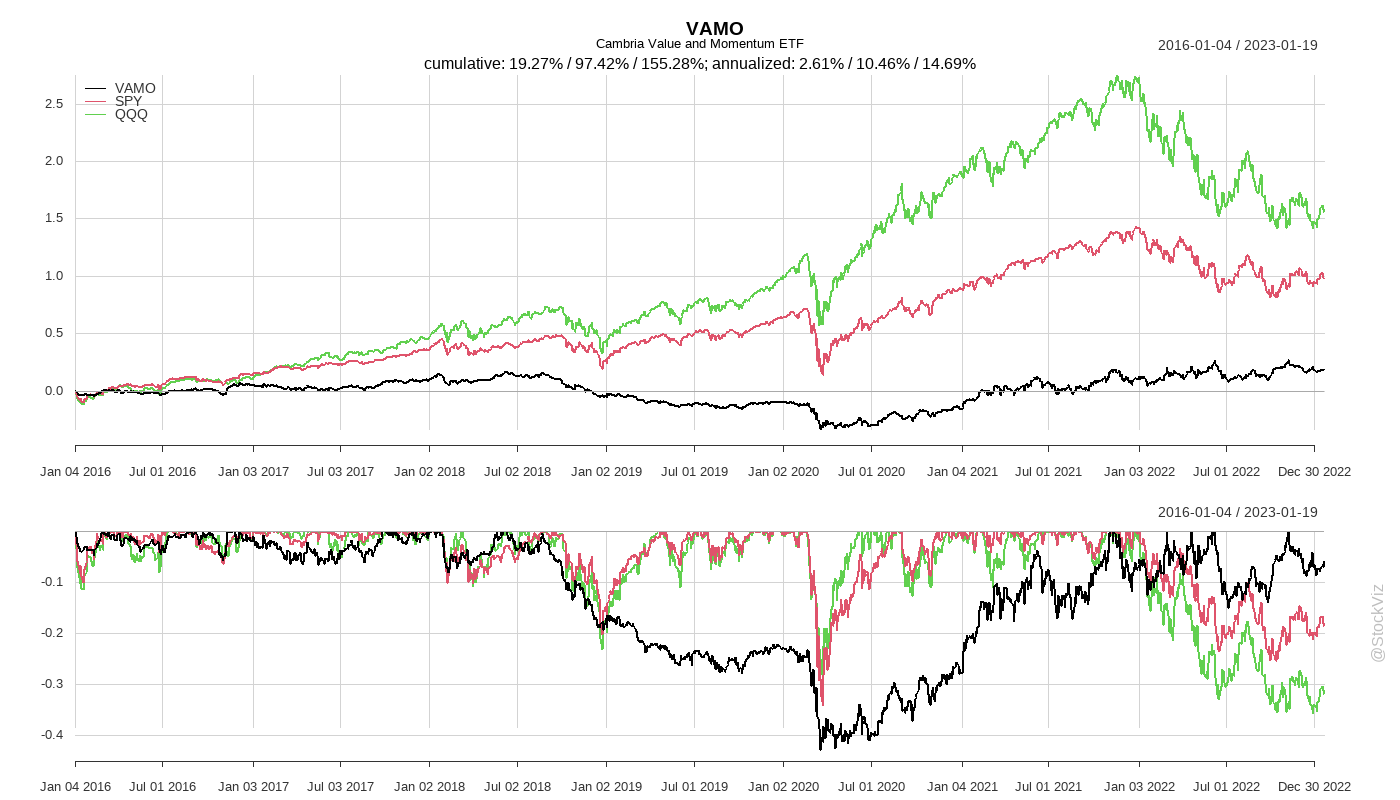 VAMO
Cambria Value and Momentum ETF
2016-01-04 / 2023-01-19
cumulative: 19.27% / 97.42% / 155.28%; annualized: 2.61% / 10.46% / 14.69%
VAMO
SPY
QQQ
2.5
2.0
1.5
1.0
0.5
0.0
Jan 04 2016 Jul 01 2016 Jan 03 2017 Jul 03 2017 Jan 02 2018 Jul 02 2018 Jan 02 2019 Jul 01 2019 Jan 02 2020 Jul 01 2020 Jan 04 2021 Jul 01 2021 Jan 03 2022 Jul 01 2022 Dec 30 2022
2016-01-04 / 2023-01-19
-0.1
-0.2
-0.3
-0.4
Jan 04 2016 Jul 01 2016 Jan 03 2017 Jul 03 2017 Jan 02 2018 Jul 02 2018 Jan 02 2019 Jul 01 2019 Jan 02 2020 Jul 01 2020 Jan 04 2021 Jul 01 2021 Jan 03 2022 Jul 01 2022 Dec 30 2022
@StockViz